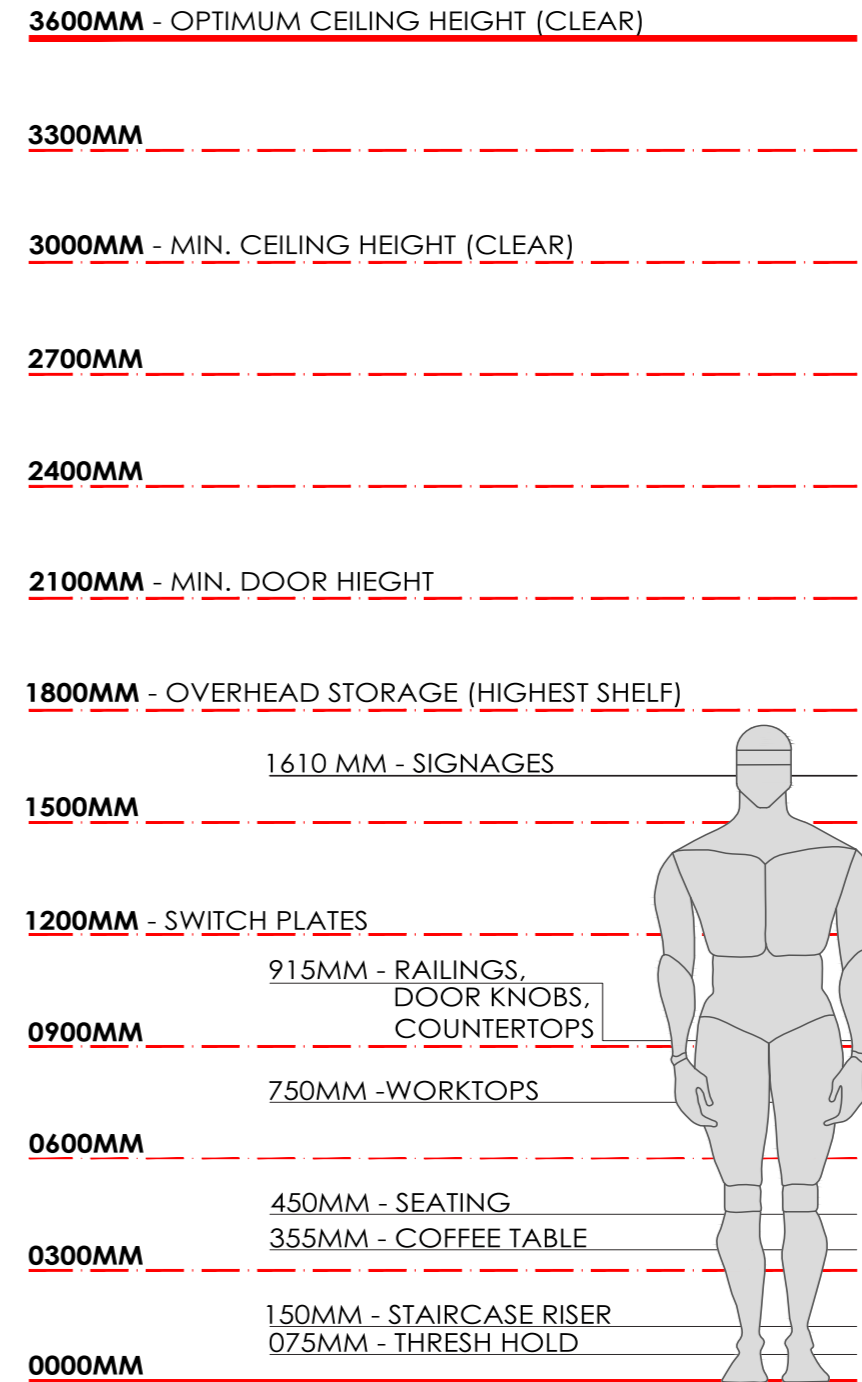 3600MM - OPTIMUM CEILING HEIGHT (CLEAR)
3300MM
3000MM - MIN. CEILING HEIGHT (CLEAR)
2700MM
2400MM
2100MM - MIN. DOOR HIEGHT
1800MM - OVERHEAD STORAGE (HIGHEST SHELF)
1610 MM - SIGNAGES
1500MM
1200MM - SWITCH PLATES
915MM - RAILINGS,
DOOR KNOBS,
COUNTERTOPS
0900MM
750MM -WORKTOPS
0600MM
450MM - SEATING
355MM - COFFEE TABLE
0300MM
150MM - STAIRCASE RISER
075MM - THRESH HOLD
0000MM